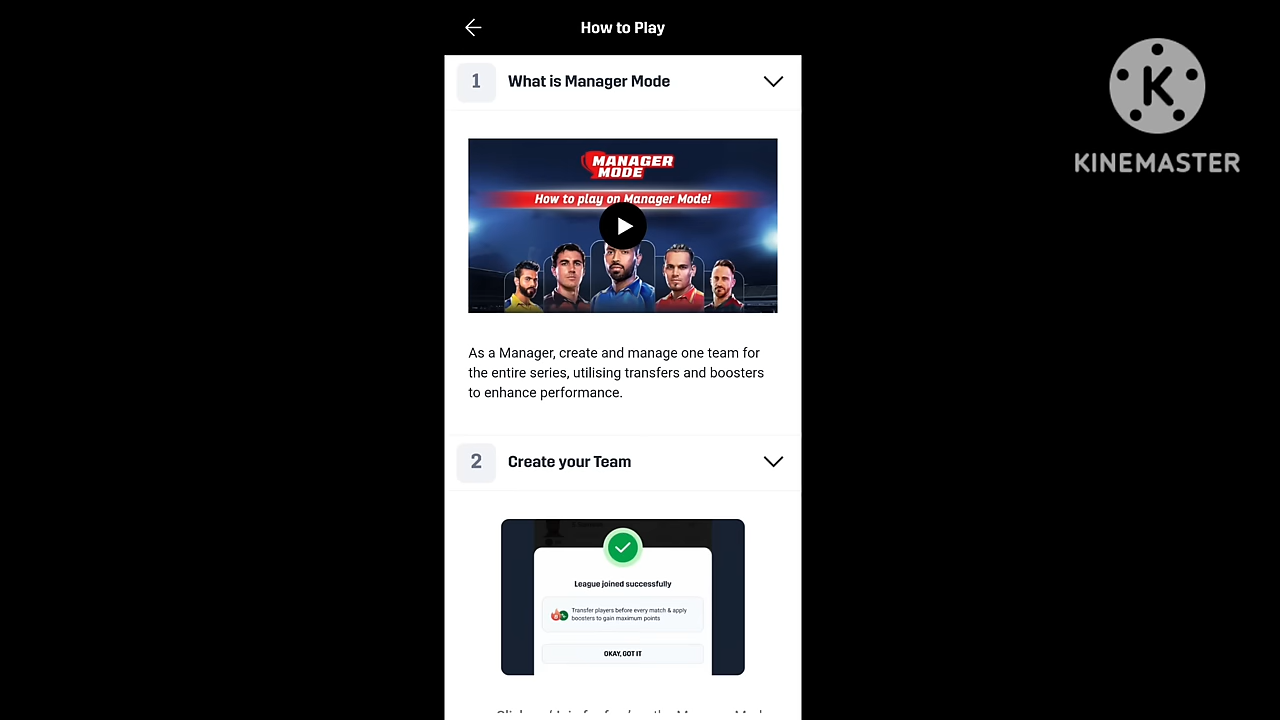 How to Play
1 What is Manager Mode
MANAGER
MODE
How to play on Manager Mode!
As a Manager, create and manage one team for
the entire series, utilising transfers and boosters
to enhance performance.
2 Create your Team
League joined successfully
Transfer players before every match & apply
boosters to gain maximum points
OKAY, GOT IT
K
KINEMASTER